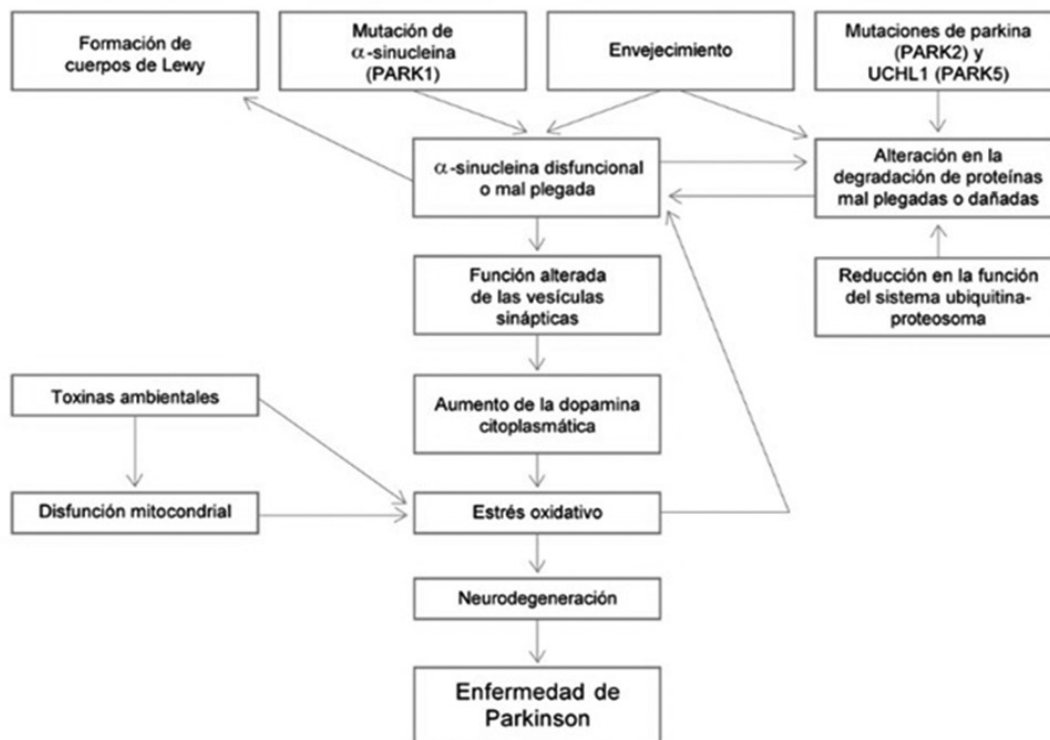 Formación de
cuerpos de Lewy
Mutación de
α-sinucleina
(PARK1)
Envejecimiento
Mutaciones de parkina
(PARK2) y
UCHL1 (PARK5)
α-sinucleina disfuncional
o mal plegada
Alteración en la
degradación de proteínas
mal plegadas o dañadas
Función alterada
de las vesículas
sinápticas
Reducción en la función
del sistema ubiquitina-
proteosoma
Toxinas ambientales
Aumento de la dopamina
citoplasmática
Disfunción mitocondrial
Estrés oxidativo
Neurodegeneración
Enfermedad de
Parkinson